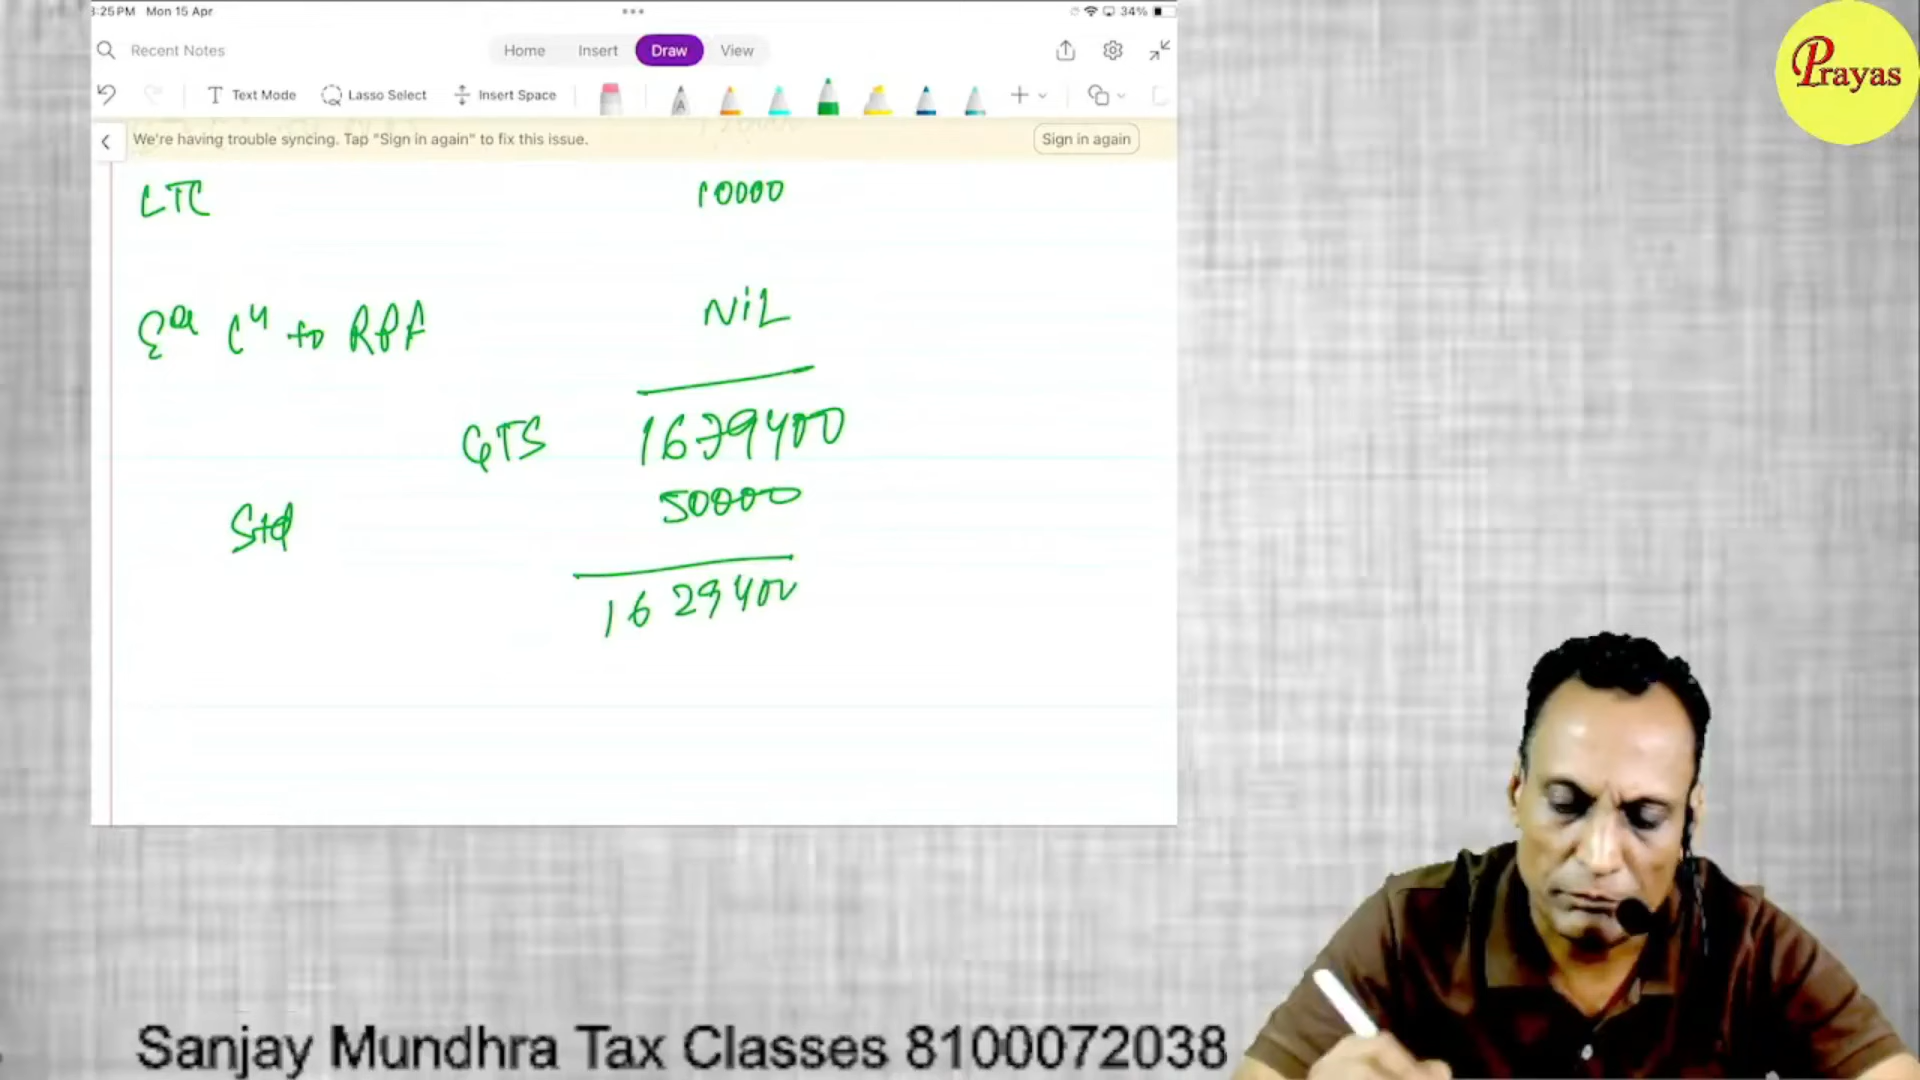 :25 PM Mon 15 Apr
34%
Recent Notes
Home Insert Draw View
Text Mode Lasso Select Insert Space
We're having trouble syncing. Tap "Sign in again" to fix this issue.
Sign in again
Prayas
LTC 10000
to RPF NiL
GTS 1679400
Std 50000
1629400
Sanjay Mundhra Tax Classes 8100072038